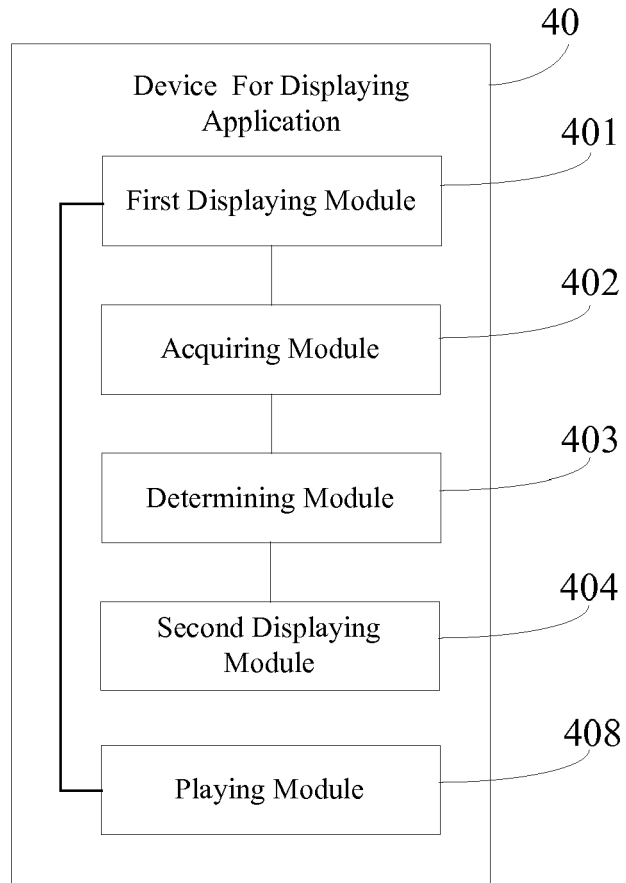 40
Device For Displaying
Application
401
First Displaying Module
402
Acquiring Module
403
Determining Module
404
Second Displaying
Module
408
Playing Module